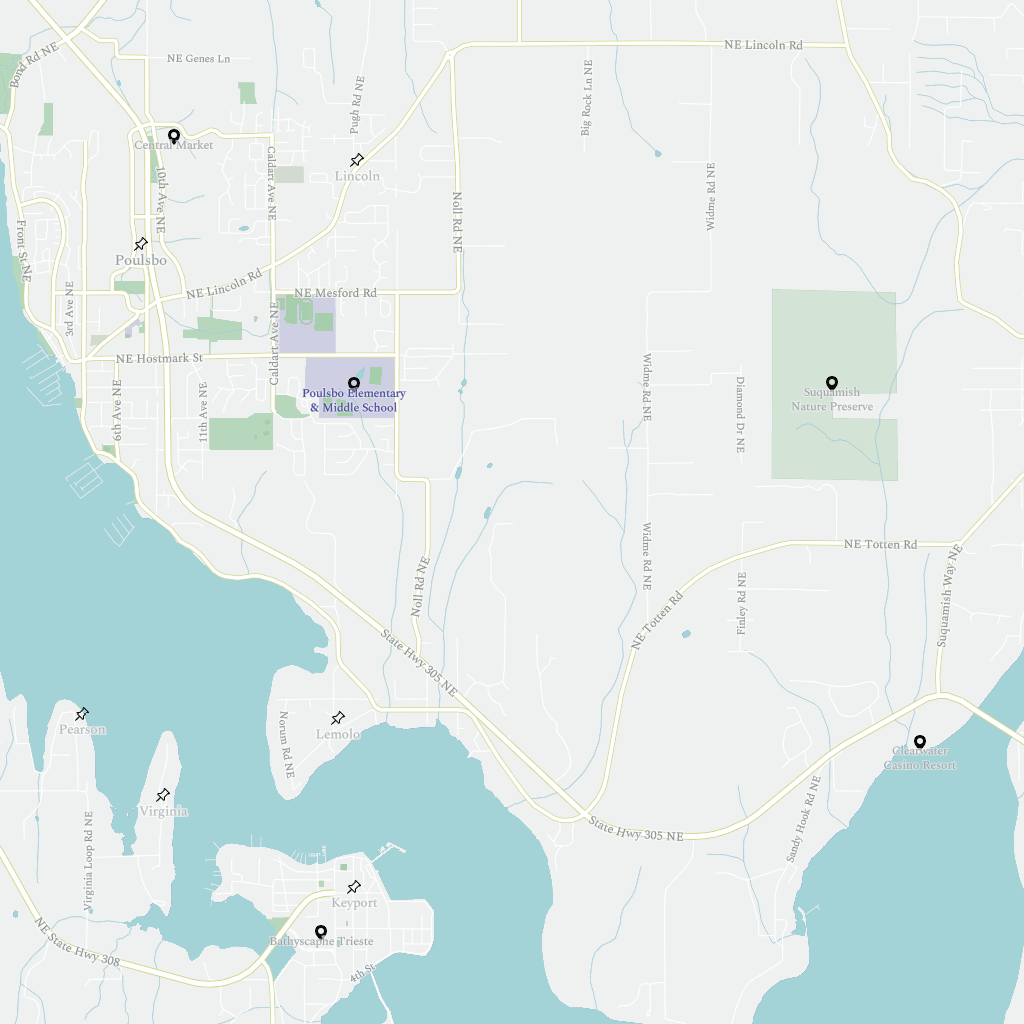 Bond Rd NE
NE Genes Ln
NE Lincoln Rd
Pugh Rd NE
Big Rock Ln NE
Central Market
Lincoln
10th Ave NE
Caldart Ave NE
Widme Rd NE
Noll Rd NE
Front St NE
Poulsbo
NE Lincoln Rd
NE Mesford Rd
3rd Ave NE
Caldart Ave NE
NE Hostmark St
6th Ave NE
11th Ave NE
Poulsbo Elementary
& Middle School
Widme Rd NE
Diamond Dr NE
Suquamish
Nature Preserve
Widme Rd NE
NE Totten Rd
Noll Rd NE
Finley Rd NE
Suquamish Way NE
NE Totten Rd
State Hwy 305 NE
Pearson
Norum Rd NE
Lemolo
Clearwater
Casino Resort
Virginia
Virginia Loop Rd NE
State Hwy 305 NE
Sandy Hook Rd NE
Keyport
NE State Hwy 308
Bathyscaphe Trieste
4th St